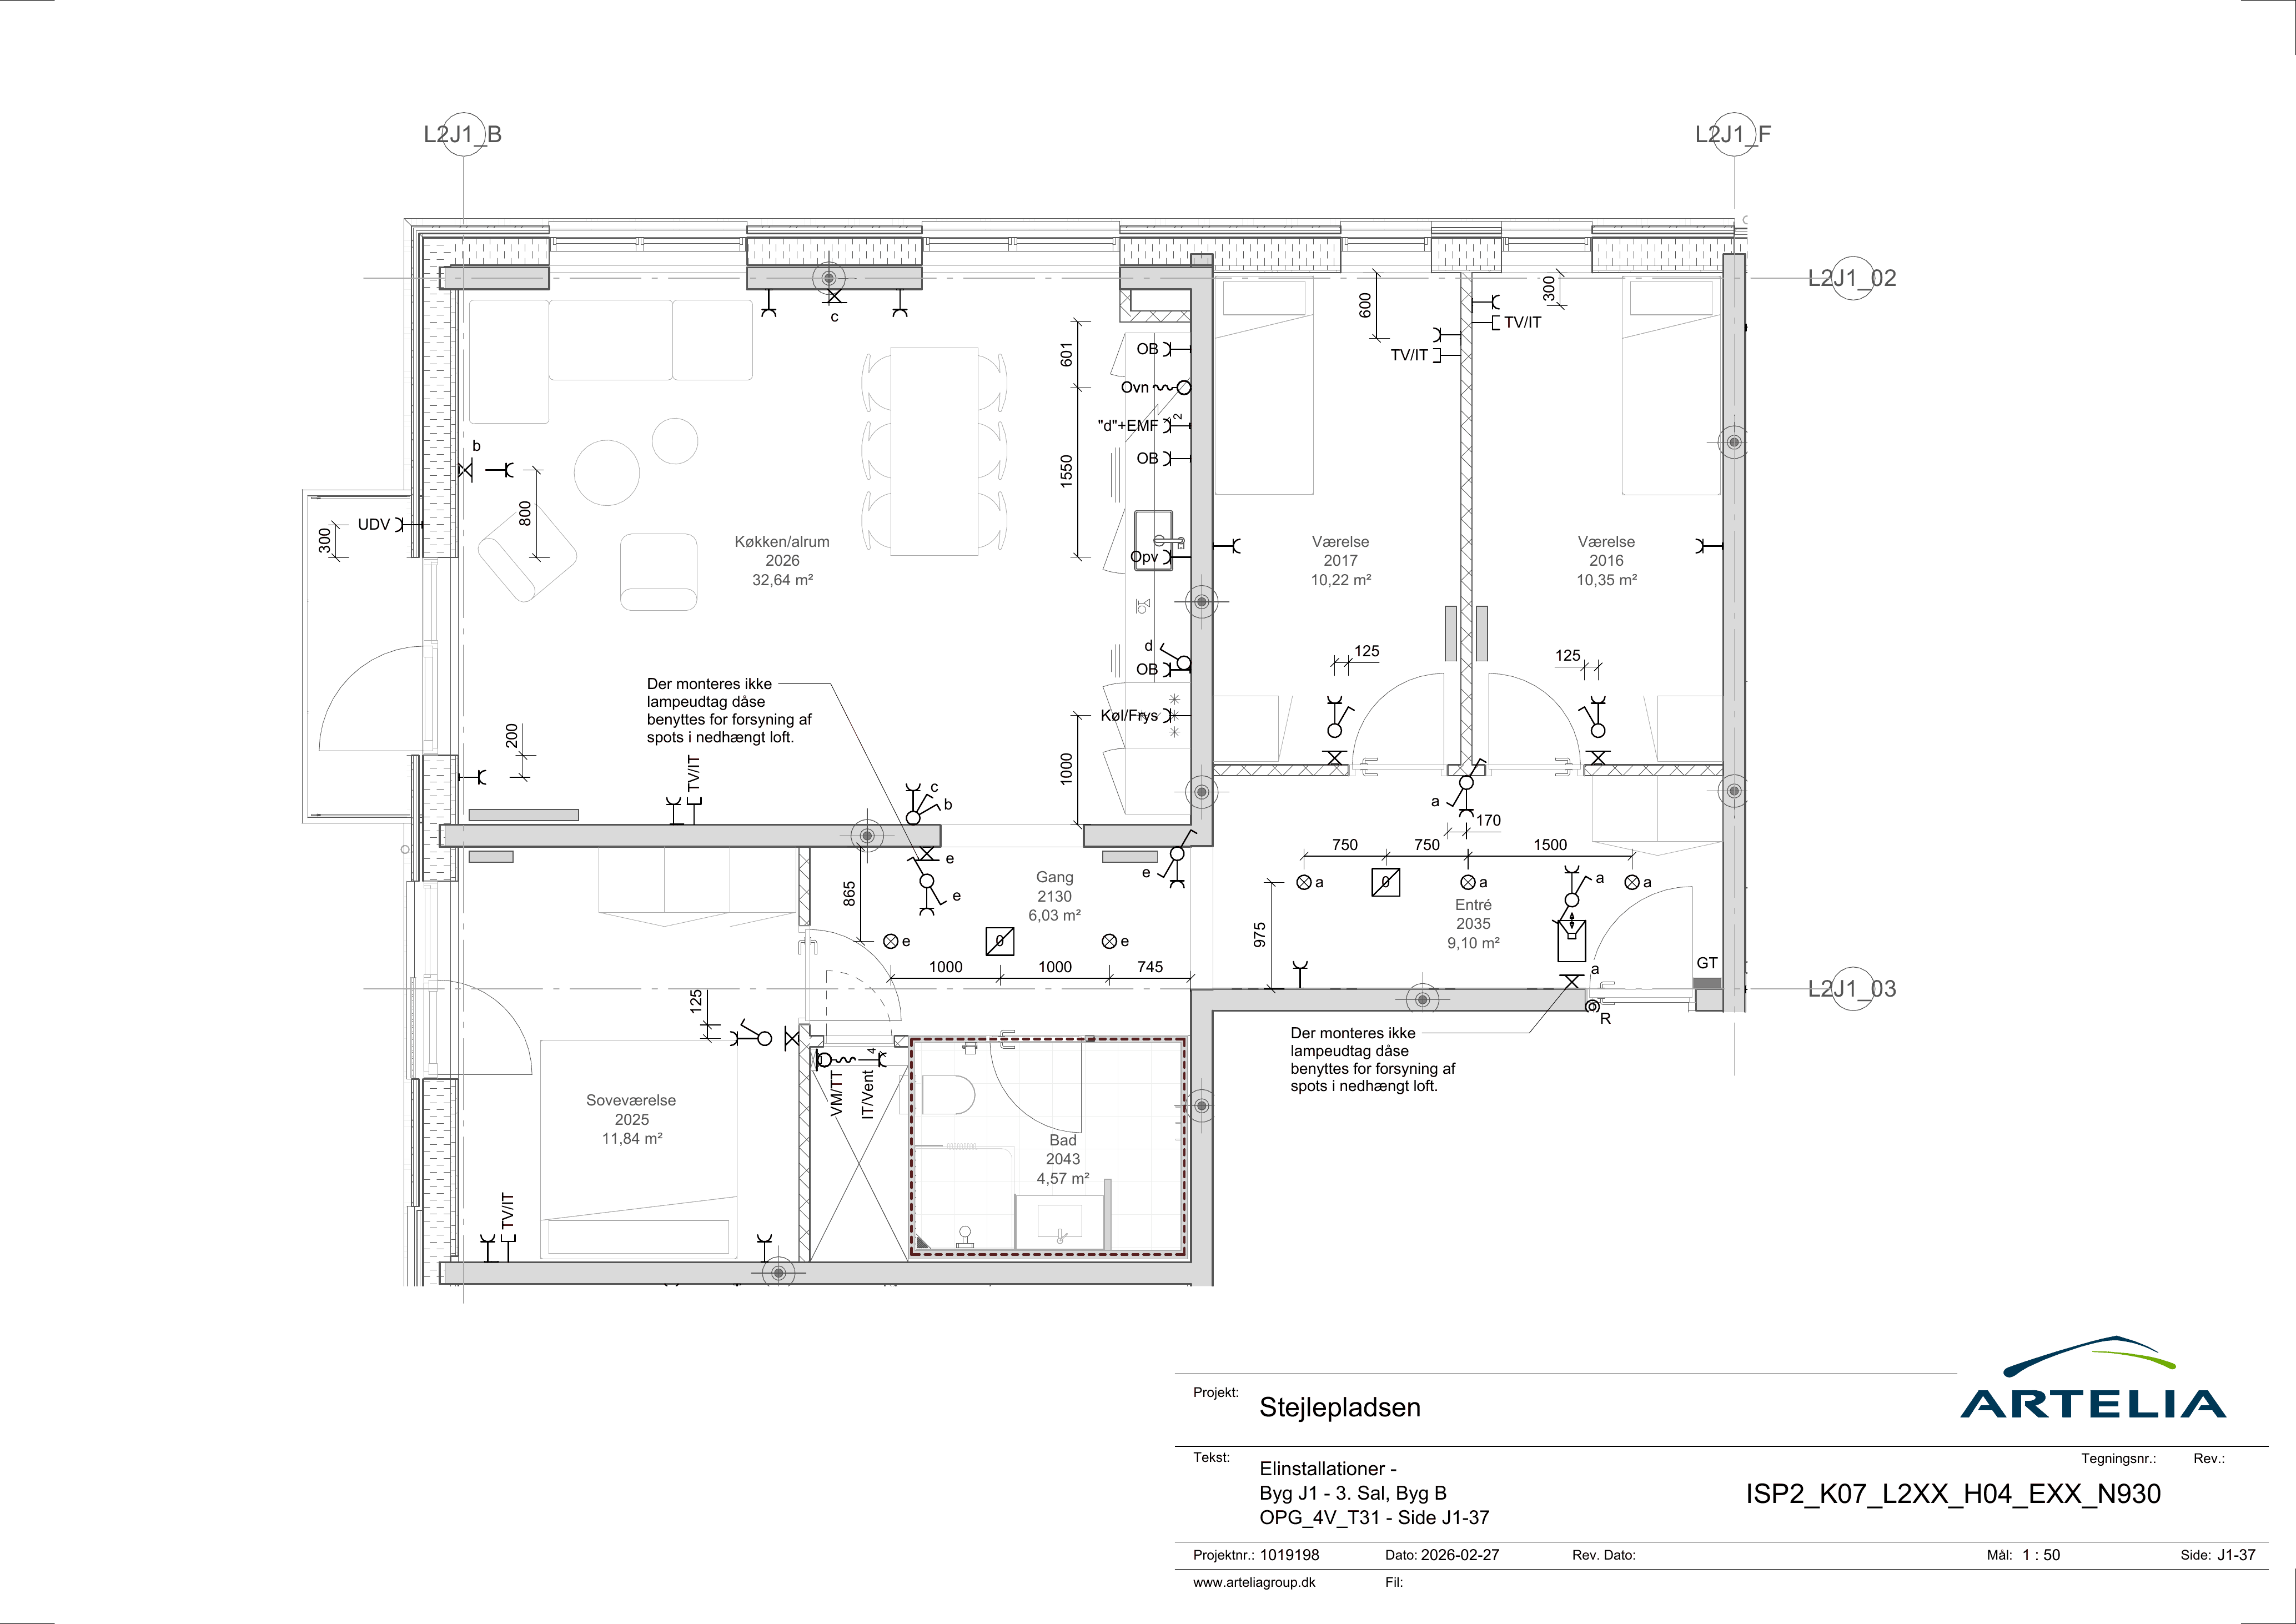 L2J1_B
L2J1_F
L2J1_02
c
600
300
TV/IT
TV/IT
601
OB
Ovn
"d"+EMF
2
OB
1550
b
800
UDV
300
Køkken/alrum
2026
32,64 m²
Opv
Værelse
2017
10,22 m²
Værelse
2016
10,35 m²
d
OB
125
125
Der monteres ikke
lampeudtag dåse
benyttes for forsyning af
spots i nedhængt loft.
Køl/Frys
200
TV/IT
1000
c
b
a
170
750
750
1500
e
e
e
865
Gang
2130
6,03 m²
a
0
a
a
a
Entré
2035
9,10 m²
975
e
0
e
1000
1000
745
GT
a
L2J1_03
125
R
Der monteres ikke
lampeudtag dåse
benyttes for forsyning af
spots i nedhængt loft.
4
VM/TT
IT/Vent
Soveværelse
2025
11,84 m²
Bad
2043
4,57 m²
TV/IT
Projekt:
Stejlepladsen
ARTELIA
Tekst:
Elinstallationer -
Byg J1 - 3. Sal, Byg B
OPG_4V_T31 - Side J1-37
Tegningsnr.:
Rev.:
ISP2_K07_L2XX_H04_EXX_N930
Projektnr.: 1019198
Dato: 2026-02-27
Rev. Dato:
Mål: 1 : 50
Side: J1-37
www.arteliagroup.dk
Fil: